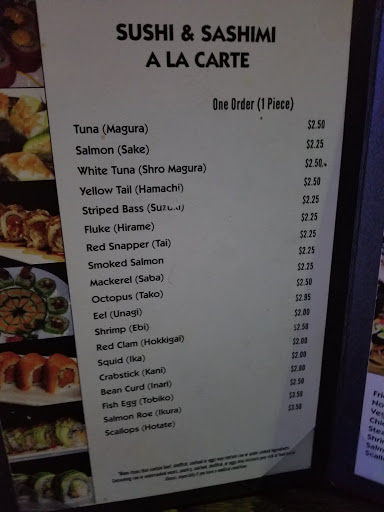 SUSHI & SASHIMI
A LA CARTE
One Order (1 Piece)
Tuna (Magura) $2.50
Salmon (Sake) $2.25
White Tuna (Shro Magura) $2.50
Yellow Tail (Hamachi) $2.50
Striped Bass $2.25
Fluke (Hirame) $2.25
Red Snapper (Tai) $2.25
Smoked Salmon $2.25
Mackerel (Saba) $2.25
Octopus (Tako) $2.50
Eel (Unagi) $2.95
Shrimp (Ebi) $2.00
Red Clam (Hokkigai) $2.50
Squid (Ika) $2.00
Crabstick (Kani) $2.00
Bean Curd (Inari) $2.00
Fish Egg (Tobiko) $2.50
Salmon Roe (Ikura) $3.50
Scallops (Hotate) $3.50